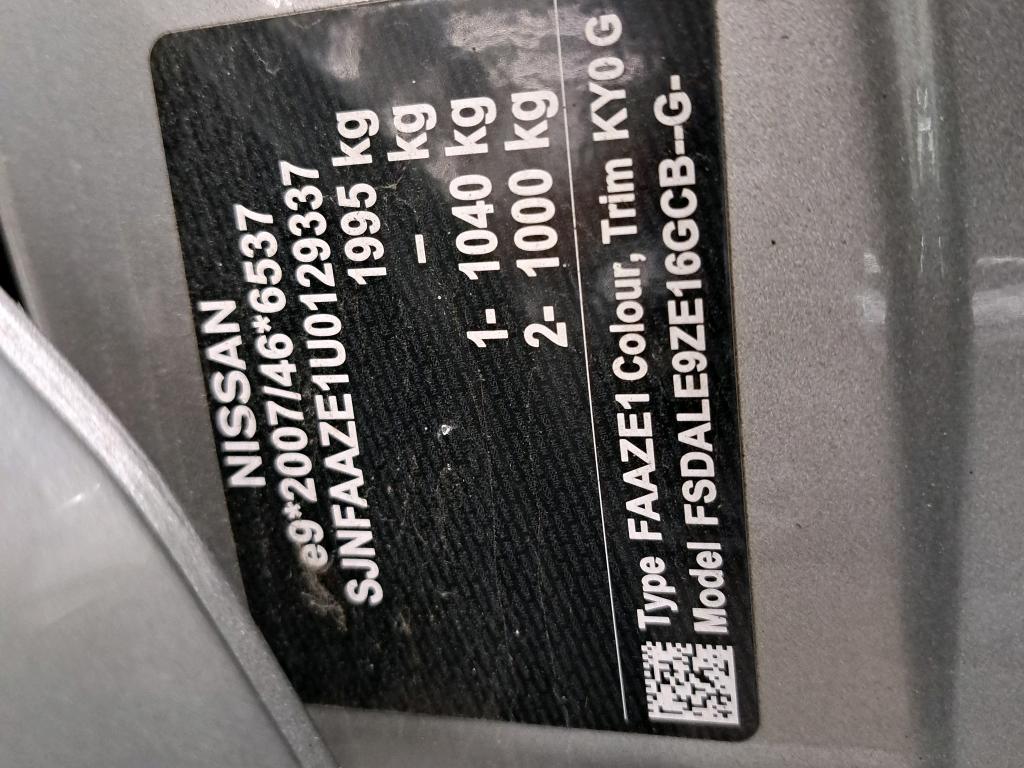 NISSAN
e9*2007/46*6537
SJNFAAZE1U0129337
1995 kg
– kg
1- 1040 kg
2- 1000 kg
Type FAAZE1 Colour, Trim KY0 G
Model FSDALE9ZE16GCB--G-